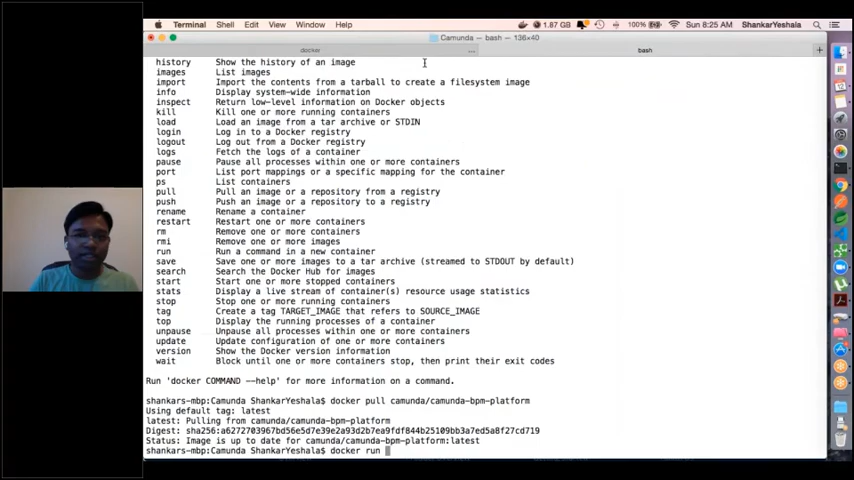 Terminal Shell Edit View Window Help 1.87 GB 100% Sun 8:25 AM ShankarYeshala
Camunda — bash — 136×40
docker
bash
history Show the history of an image
images List images
import Import the contents from a tarball to create a filesystem image
info Display system-wide information
inspect Return low-level information on Docker objects
kill Kill one or more running containers
load Load an image from a tar archive or STDIN
login Log in to a Docker registry
logout Log out from a Docker registry
logs Fetch the logs of a container
pause Pause all processes within one or more containers
port List port mappings or a specific mapping for the container
ps List containers
pull Pull an image or a repository from a registry
push Push an image or a repository to a registry
rename Rename a container
restart Restart one or more containers
rm Remove one or more containers
rmi Remove one or more images
run Run a command in a new container
save Save one or more images to a tar archive (streamed to STDOUT by default)
search Search the Docker Hub for images
start Start one or more stopped containers
stats Display a live stream of container(s) resource usage statistics
stop Stop one or more running containers
tag Create a tag TARGET_IMAGE that refers to SOURCE_IMAGE
top Display the running processes of a container
unpause Unpause all processes within one or more containers
update Update configuration of one or more containers
version Show the Docker version information
wait Block until one or more containers stop, then print their exit codes
Run 'docker COMMAND --help' for more information on a command.
shankars-mbp:Camunda ShankarYeshala$ docker pull camunda/camunda-bpm-platform
Using default tag: latest
latest: Pulling from camunda/camunda-bpm-platform
Digest: sha256:a6272703967bd56e5d7e39e2a93d2b7ea9fdf844b25109bb3a7ed5a8f27cd719
Status: Image is up to date for camunda/camunda-bpm-platform:latest
shankars-mbp:Camunda ShankarYeshala$ docker run